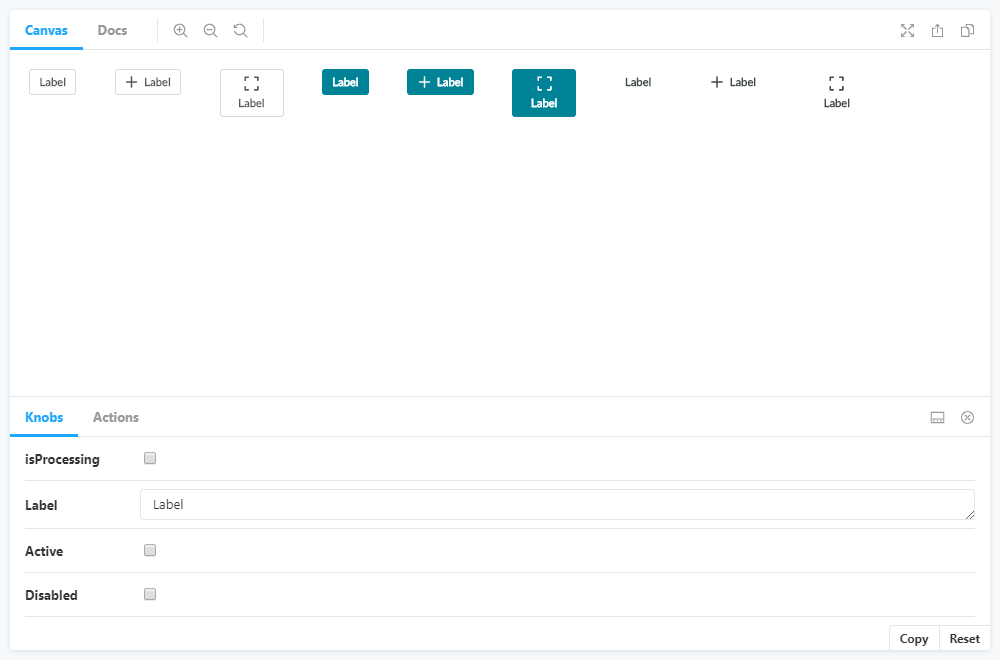 Canvas Docs
Label Label Label Label Label Label Label Label Label
Knobs Actions
isProcessing
Label Label
Active
Disabled
Copy Reset